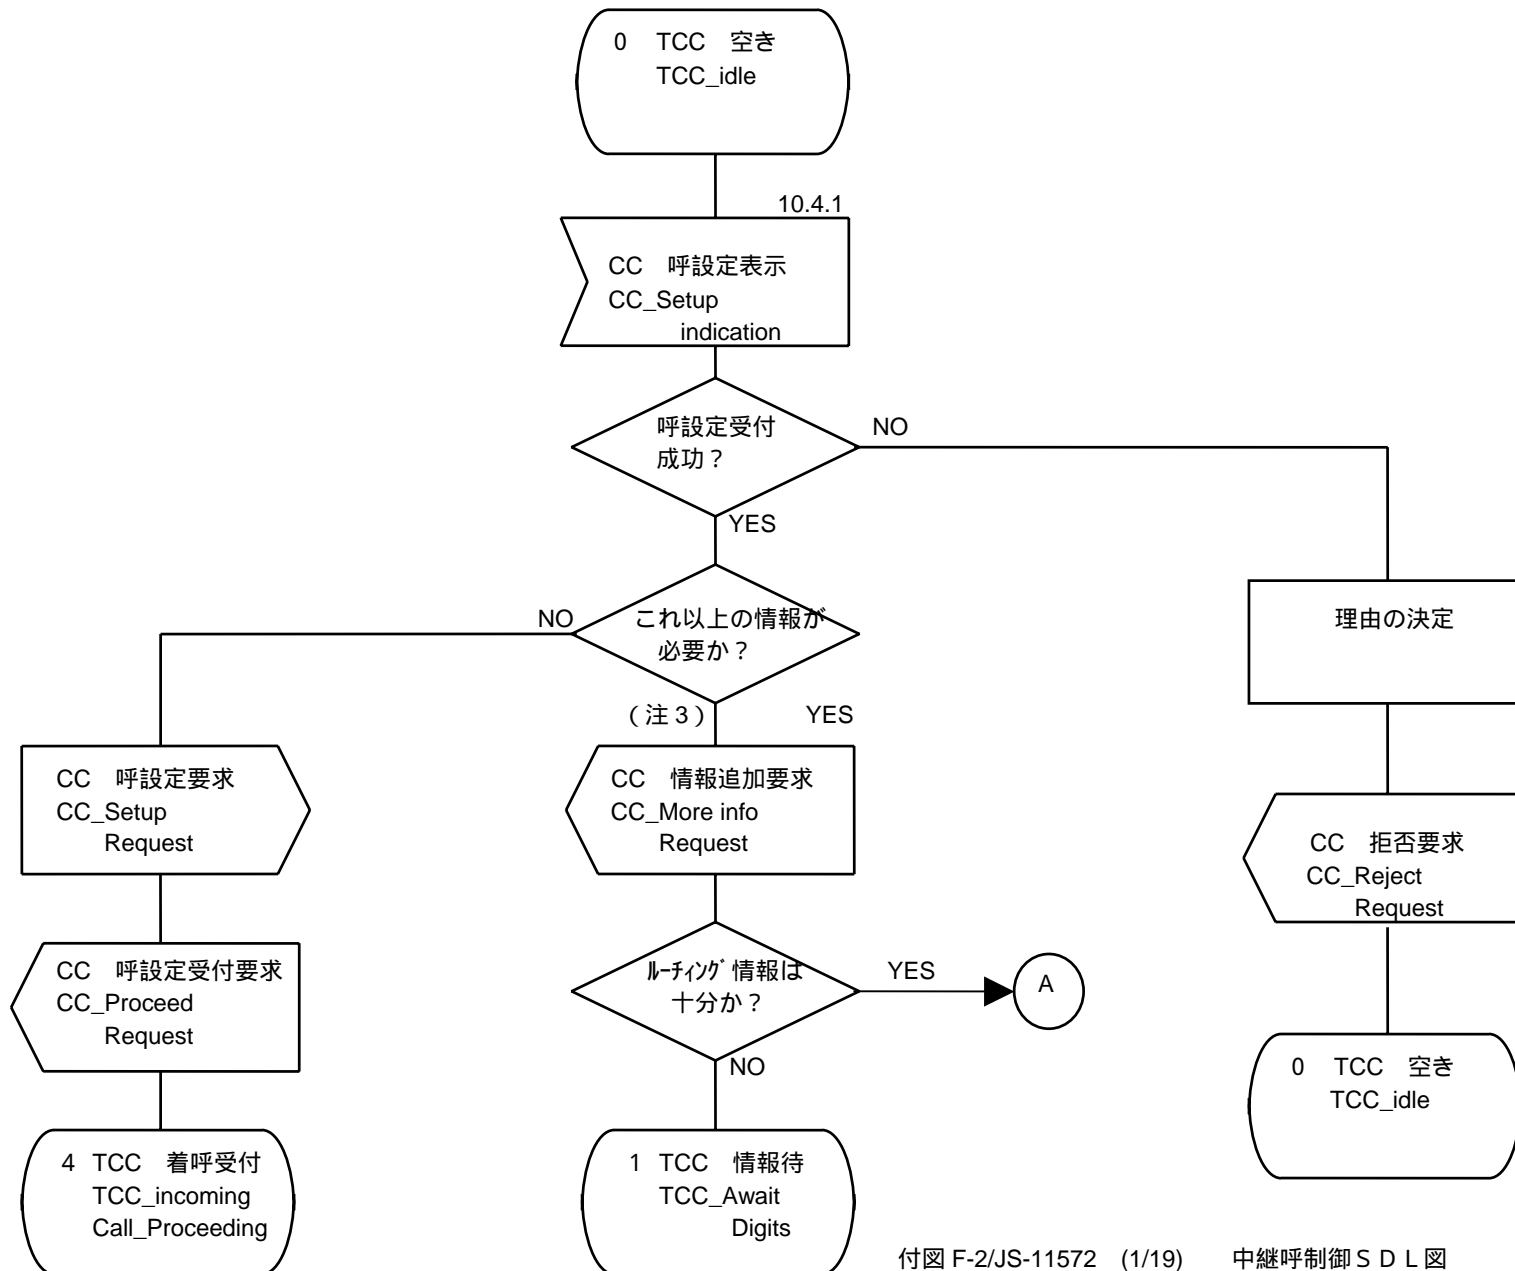 0 TCC 空き
TCC_idle
10.4.1
CC 呼設定表示
CC_Setup
indication
呼設定受付
成功？
NO
YES
これ以上の情報が
必要か？
NO
理由の決定
（注３）
YES
CC 呼設定要求
CC_Setup
Request
CC 情報追加要求
CC_More info
Request
CC 拒否要求
CC_Reject
Request
CC 呼設定受付要求
CC_Proceed
Request
ﾙｰﾁｨﾝｸﾞ情報は
十分か？
YES
A
NO
0 TCC 空き
TCC_idle
4 TCC 着呼受付
TCC_incoming
Call_Proceeding
1 TCC 情報待
TCC_Await
Digits
付図 F-2/JS-11572 (1/19) 中継呼制御ＳＤＬ図